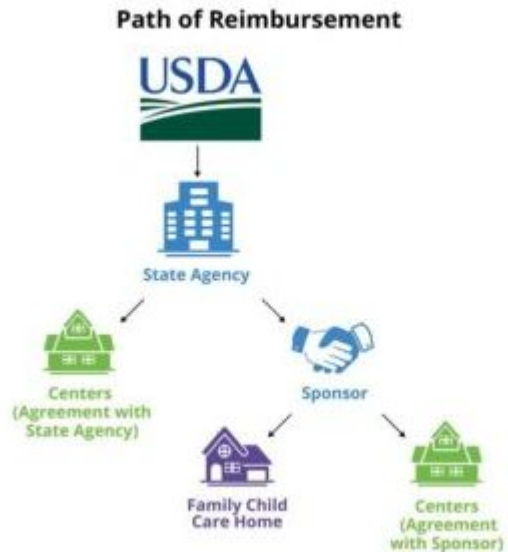 Path of Reimbursement
USDA
State Agency
Centers
(Agreement with
State Agency)
Sponsor
Family Child
Care Home
Centers
(Agreement
with Sponsor)